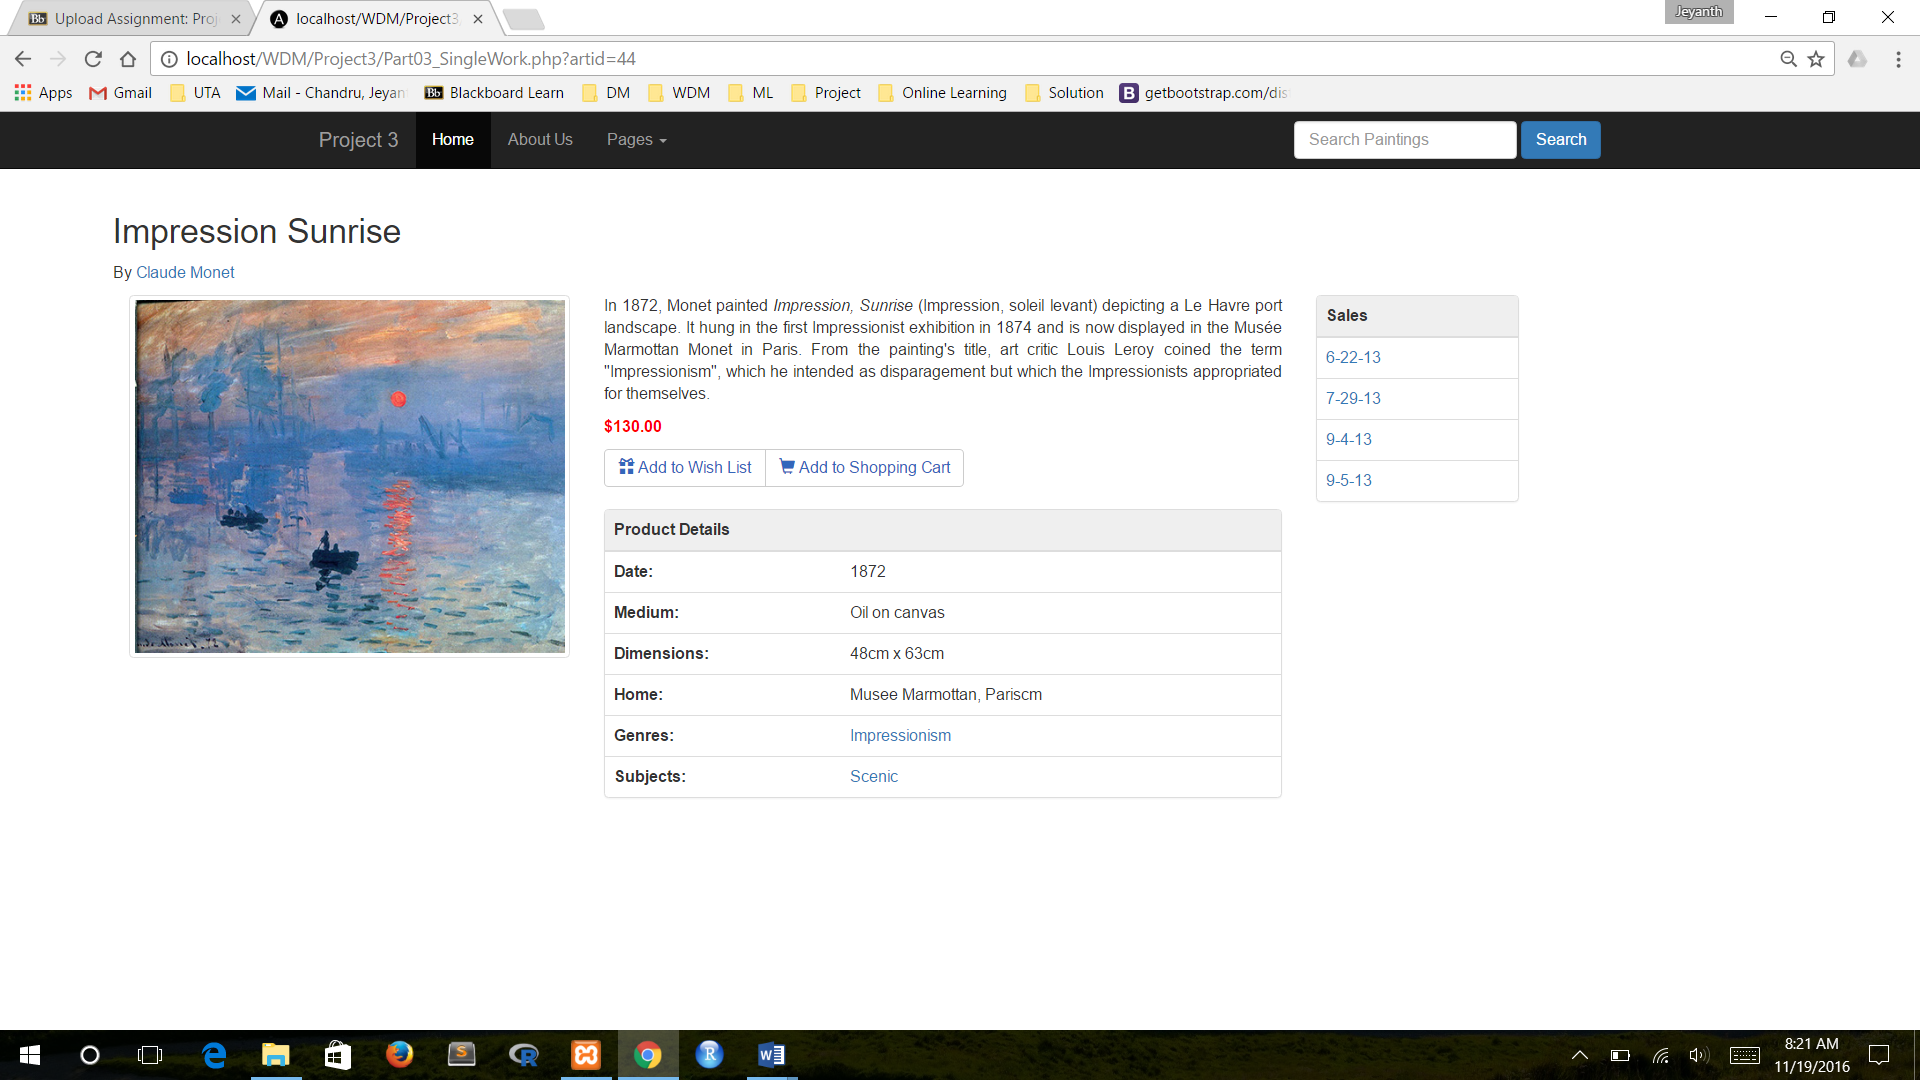 Upload Assignment: Proj
localhost/WDM/Project3
Jeyanth
localhost/WDM/Project3/Part03_SingleWork.php?artid=44
Apps Gmail UTA Mail - Chandru, Jeyan Blackboard Learn DM WDM ML Project Online Learning Solution getbootstrap.com/dis
Project 3 Home About Us Pages Search Paintings Search
Impression Sunrise
By Claude Monet
In 1872, Monet painted Impression, Sunrise (Impression, soleil levant) depicting a Le Havre port
landscape. It hung in the first Impressionist exhibition in 1874 and is now displayed in the Musée
Marmottan Monet in Paris. From the painting's title, art critic Louis Leroy coined the term
"Impressionism", which he intended as disparagement but which the Impressionists appropriated
for themselves.
$130.00
Add to Wish List Add to Shopping Cart
Product Details
Date: 1872
Medium: Oil on canvas
Dimensions: 48cm x 63cm
Home: Musee Marmottan, Pariscm
Genres: Impressionism
Subjects: Scenic
Sales
6-22-13
7-29-13
9-4-13
9-5-13
8:21 AM
11/19/2016